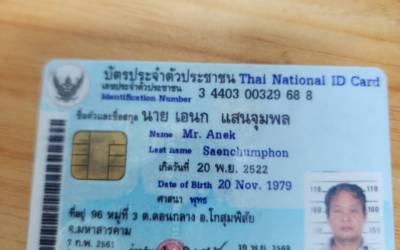 บัตรประจำตัวประชาชน Thai National ID Card
เลขประจำตัวประชาชน
Identification Number 3 4403 00329 68 8
ชื่อตัวและชื่อสกุล นาย เอนก แสนจุมพล
Name Mr. Anek
Last name Saenchumphon
เกิดวันที่ 20 พ.ย. 2522
Date of Birth 20 Nov. 1979
ศาสนา พุทธ
ที่อยู่ 96 หมู่ที่ 3 ต.ดอนกลาง อ.โกสุมพิสัย
จ.มหาสารคาม
7 ก.พ. 2561